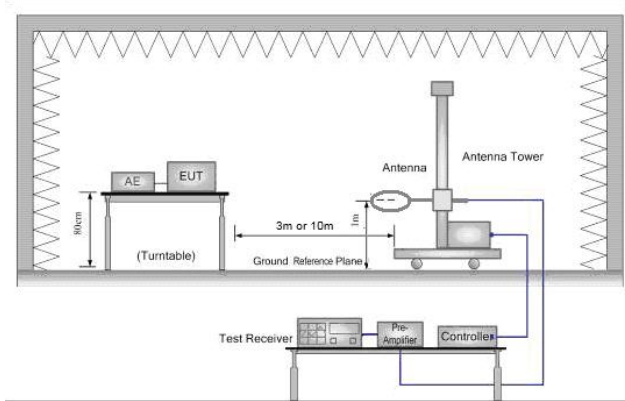 Antenna
Antenna Tower
AE
EUT
80cm
3m or 10m
1m
(Turntable)
Ground Reference Plane
Test Receiver
Pre-
Amplifier
Controller